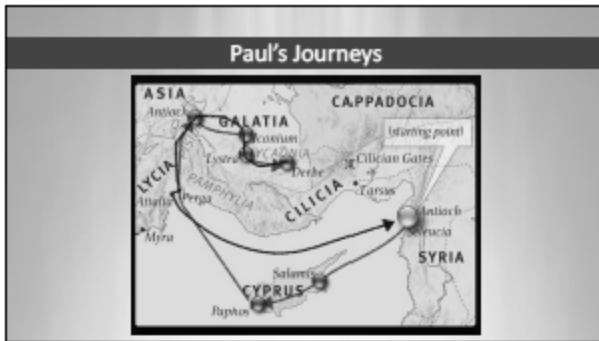 Paul's Journeys
ASIA
CAPPADOCIA
Antioch
GALATIA
(starting point)
Iconium
LYCAONIA
Lystra
Derbe
Cilician Gates
LYCIA
PAMPHYLIA
CILICIA
Tarsus
Attalia
Perga
Antioch
Seleucia
Myra
SYRIA
Salamis
CYPRUS
Paphos